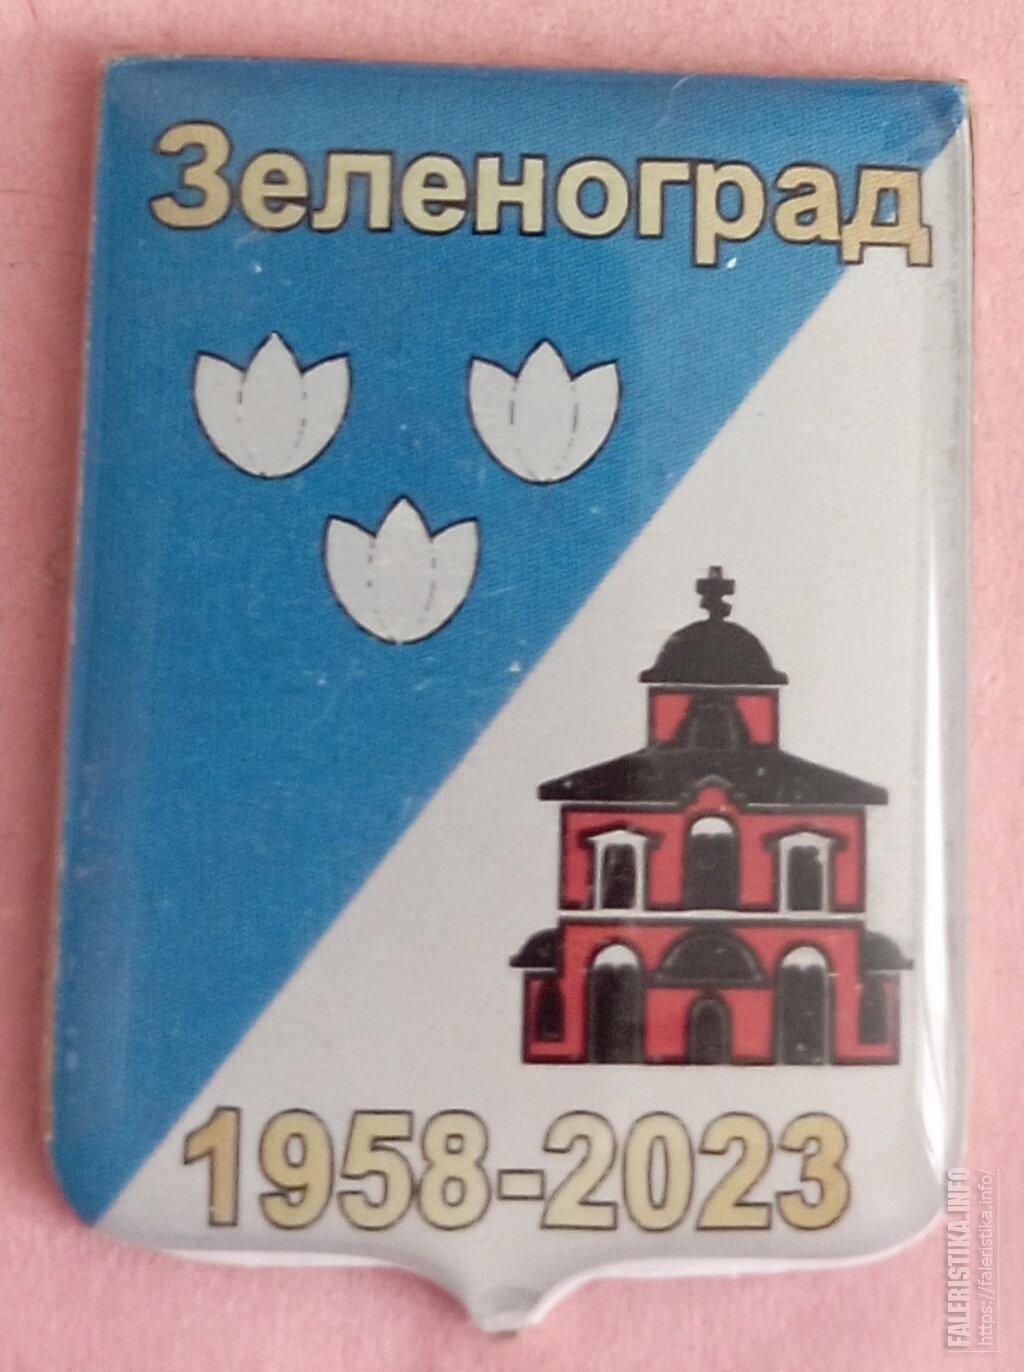 Зеленоград
1958-2023
FALERISTIKA.INFO
https://faleristika.info/